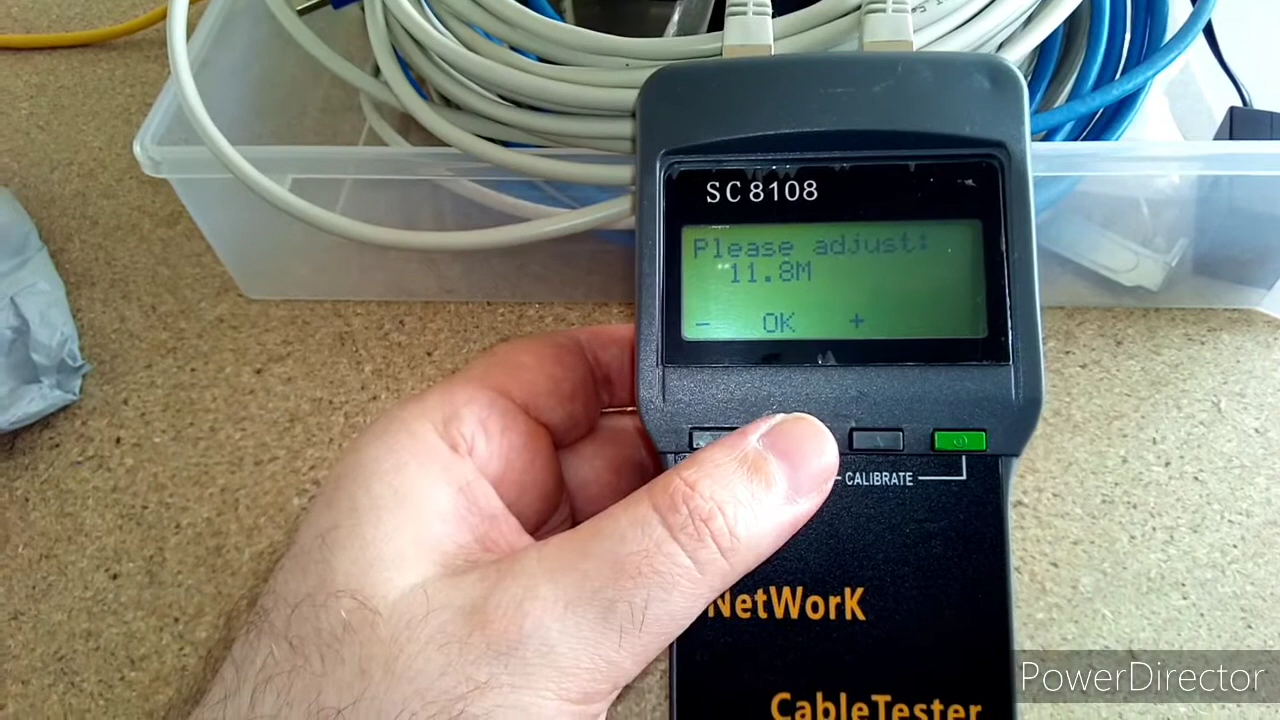 SC8108
Please adjust:
11.8M
- OK +
CALIBRATE
NetWorK
CableTester
PowerDirector